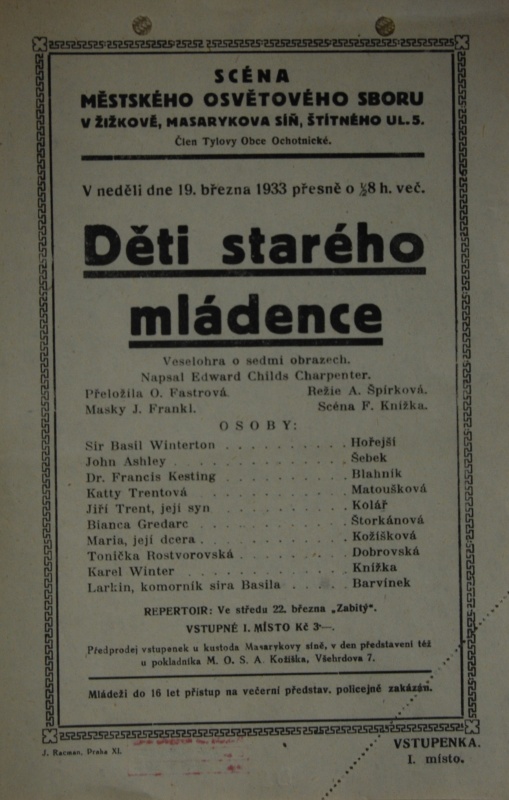 SCÉNA
MĚSTSKÉHO OSVĚTOVÉHO SBORU
V ŽIŽKOVĚ, MASARYKOVA SÍŇ, ŠTÍTNÉHO UL. 5.
Člen Tylovy Obce Ochotnické.
V neděli dne 19. března 1933 přesně o ½8 h. več.
Děti starého
mládence
Veselohra o sedmi obrazech.
Napsal Edward Childs Charpenter.
Přeložila O. Fastrová Režie A. Špírková.
Masky J. Frankl. Scéna F. Knížka.
OSOBY:
Sir Basil Winterton . . . . . . . . . . Hořejší
John Ashley . . . . . . . . . . . . . . Šebek
Dr. Francis Kesting . . . . . . . . . . Blahník
Katty Trentová . . . . . . . . . . . . Matoušková
Jiří Trent, její syn . . . . . . . . . . Kolář
Bianca Gredarc . . . . . . . . . . . . Štorkánová
Maria, její dcera . . . . . . . . . . . Kožíšková
Tonička Rostvorovská . . . . . . . . . Dobrovská
Karel Winter . . . . . . . . . . . . . Knížka
Larkin, komorník sira Basila . . . . . Barvínek
REPERTOIR: Ve středu 22. března „Zabitý“.
VSTUPNÉ I. MÍSTO Kč 3·—.
Předprodej vstupenek u kustoda Masarykovy síně, v den představení též
u pokladníka M. O. S. A. Kožíška, Všehrdova 7.
Mládeži do 16 let přístup na večerní představ. policejně zakázán.
J. Racman, Praha XI.
VSTUPENKA.
I. místo.